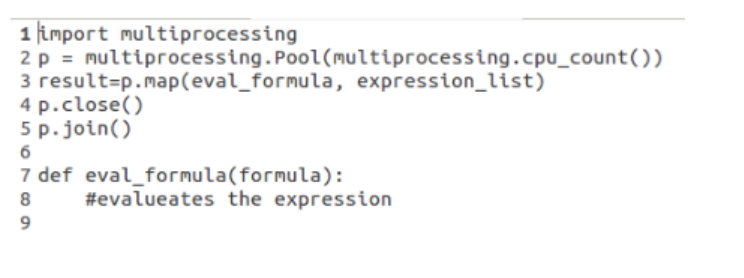 1 import multiprocessing
2 p = multiprocessing.Pool(multiprocessing.cpu_count())
3 result=p.map(eval_formula, expression_list)
4 p.close()
5 p.join()
6
7 def eval_formula(formula):
8     #evalueates the expression
9